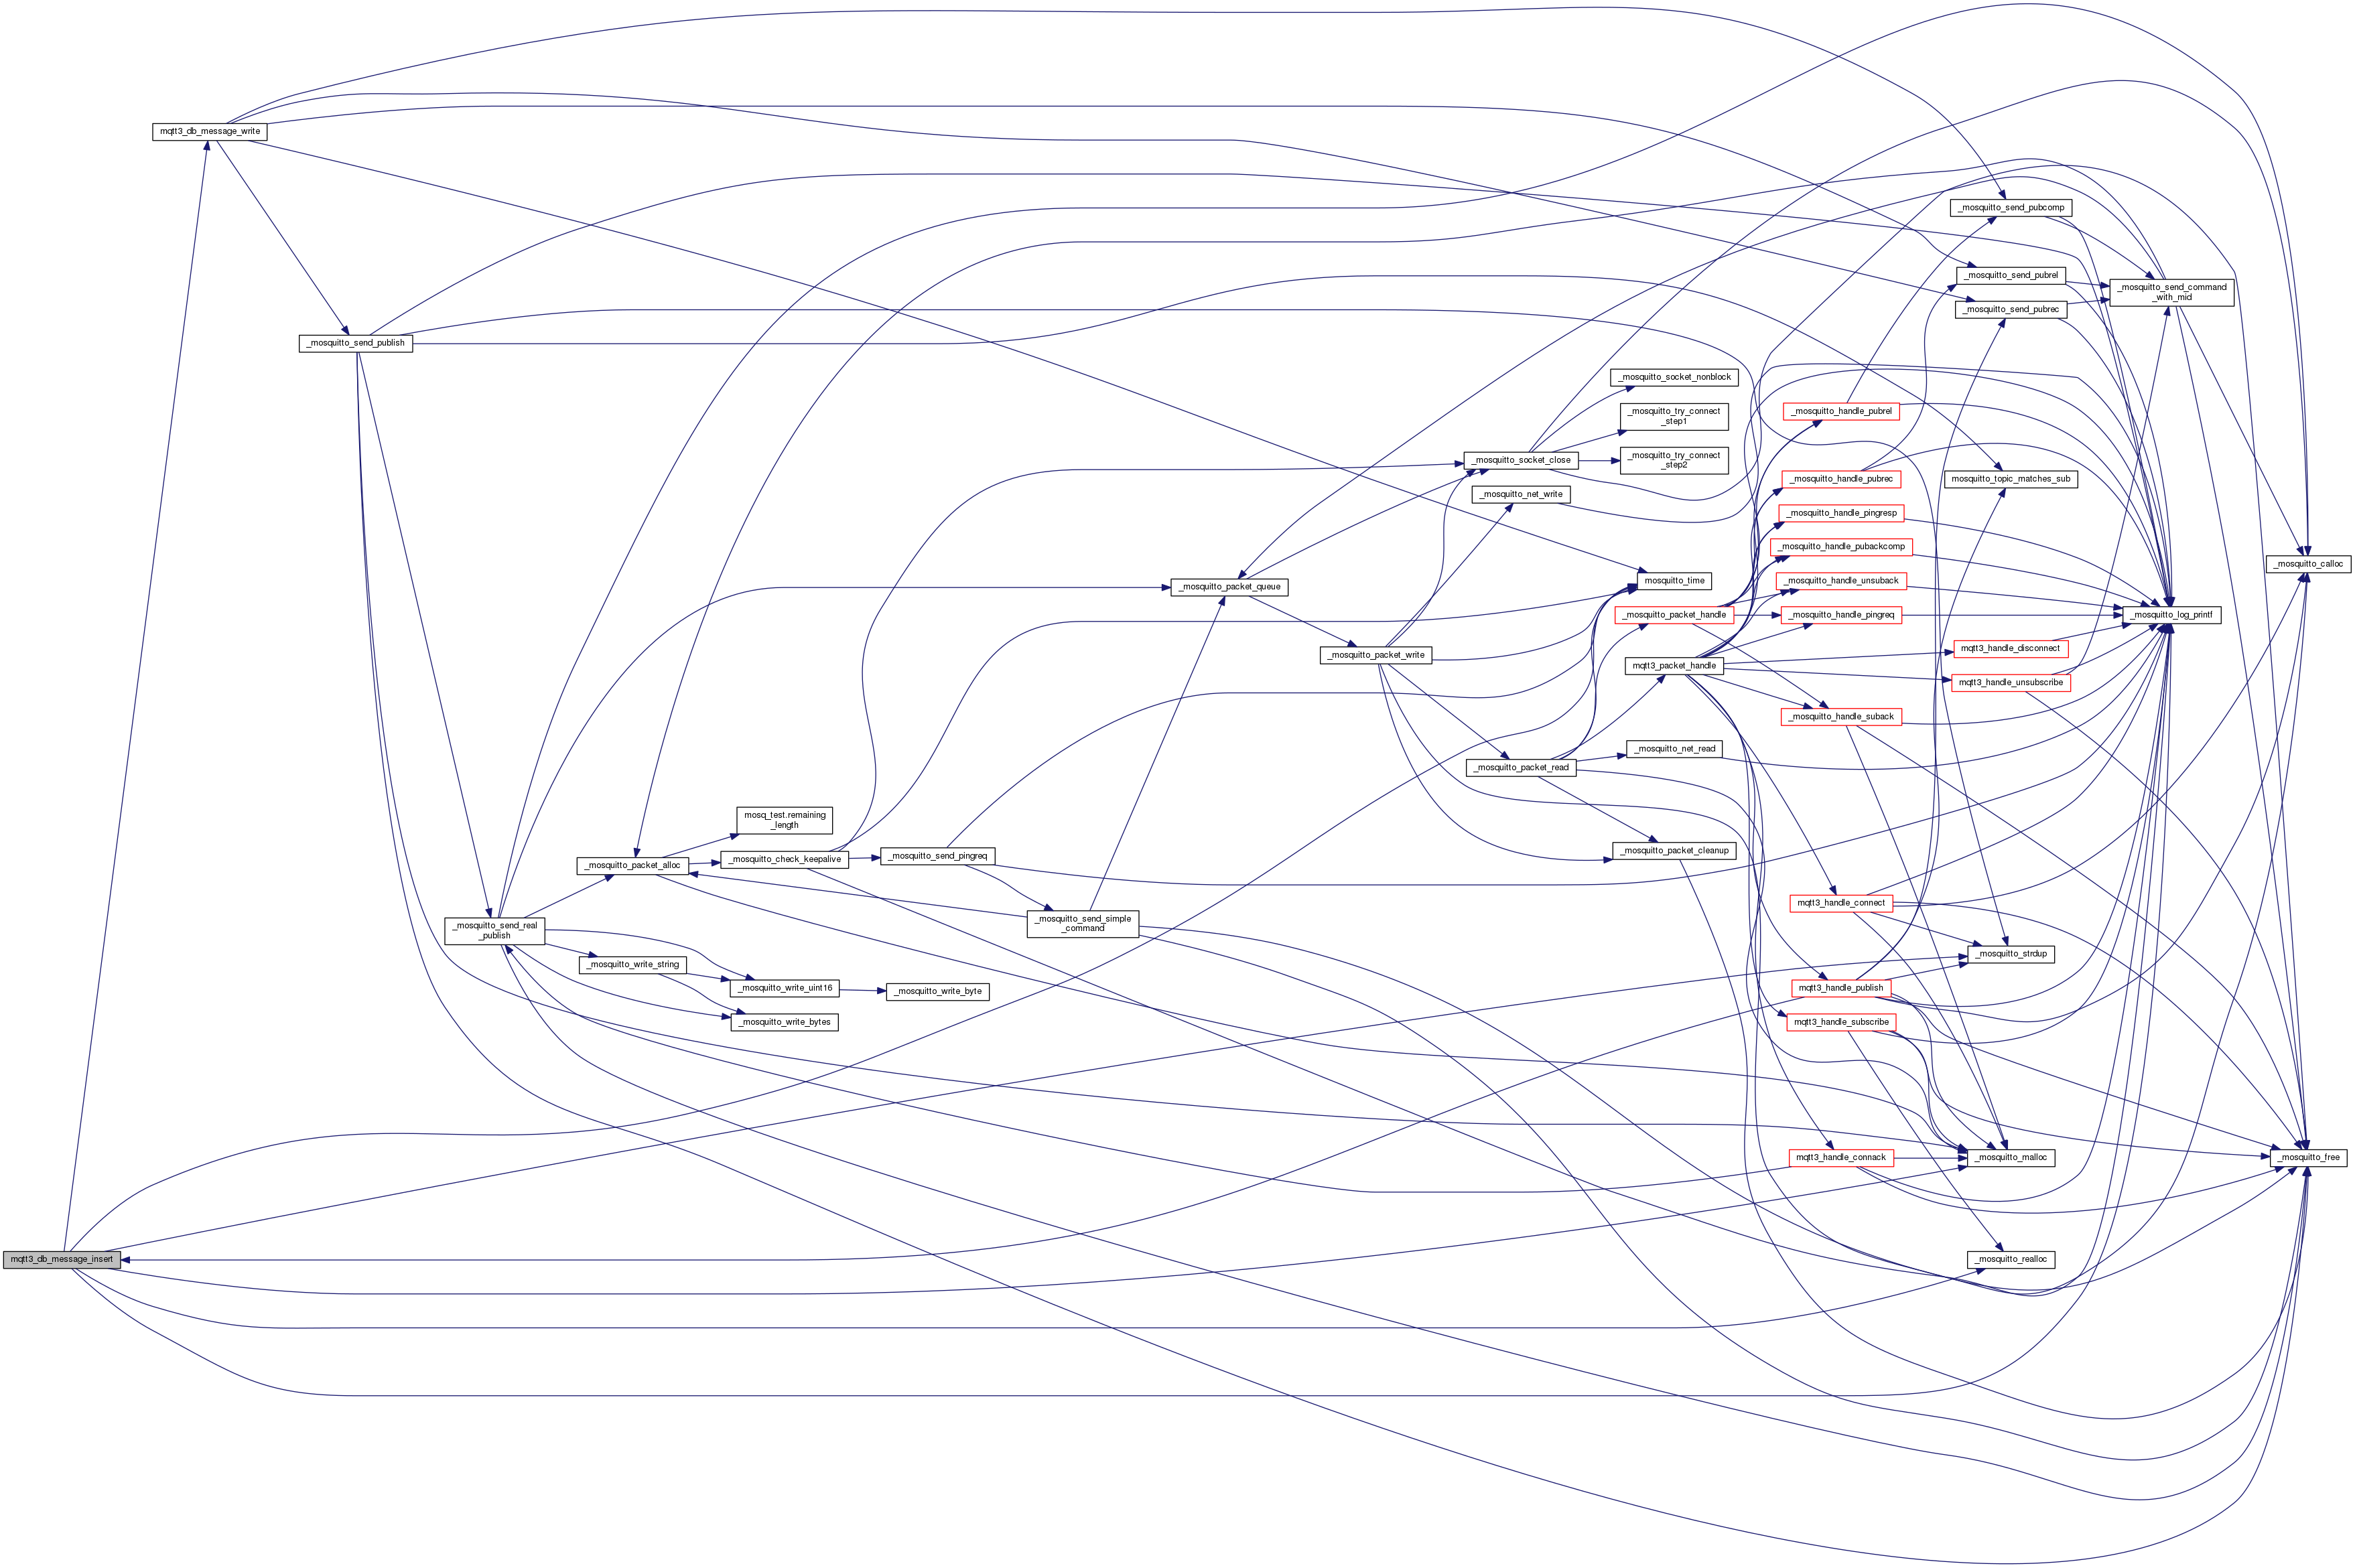 mqtt3_db_message_write
_mosquitto_send_pubcomp
_mosquitto_send_pubrel
_mosquitto_send_command
_with_mid
_mosquitto_send_pubrec
_mosquitto_send_publish
_mosquitto_socket_nonblock
_mosquitto_try_connect
_step1
_mosquitto_handle_pubrel
_mosquitto_socket_close
_mosquitto_try_connect
_step2
_mosquitto_handle_pubrec
mosquitto_topic_matches_sub
_mosquitto_net_write
_mosquitto_handle_pingresp
_mosquitto_handle_pubackcomp
_mosquitto_calloc
_mosquitto_packet_queue
mosquitto_time
_mosquitto_handle_unsuback
_mosquitto_packet_handle
_mosquitto_handle_pingreq
_mosquitto_log_printf
_mosquitto_packet_write
mqtt3_packet_handle
mqtt3_handle_disconnect
mqtt3_handle_unsubscribe
_mosquitto_handle_suback
_mosquitto_net_read
_mosquitto_packet_read
mosq_test.remaining
_length
_mosquitto_packet_alloc
_mosquitto_check_keepalive
_mosquitto_send_pingreq
_mosquitto_packet_cleanup
_mosquitto_send_real
_publish
_mosquitto_send_simple
_command
mqtt3_handle_connect
_mosquitto_strdup
_mosquitto_write_string
_mosquitto_write_uint16
_mosquitto_write_byte
mqtt3_handle_publish
_mosquitto_write_bytes
mqtt3_handle_subscribe
mqtt3_handle_connack
_mosquitto_malloc
_mosquitto_free
mqtt3_db_message_insert
_mosquitto_realloc